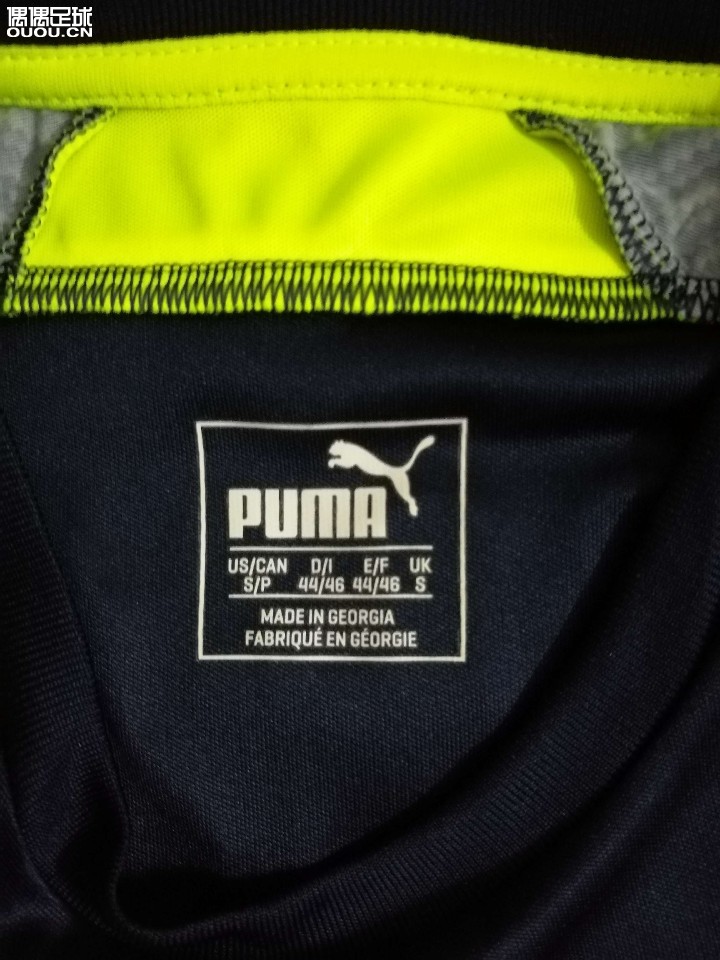 偶偶足球
OUOU.CN
PUMA
US/CAN D/I E/F UK
S/P 44/46 44/46 S
MADE IN GEORGIA
FABRIQUÉ EN GÉORGIE